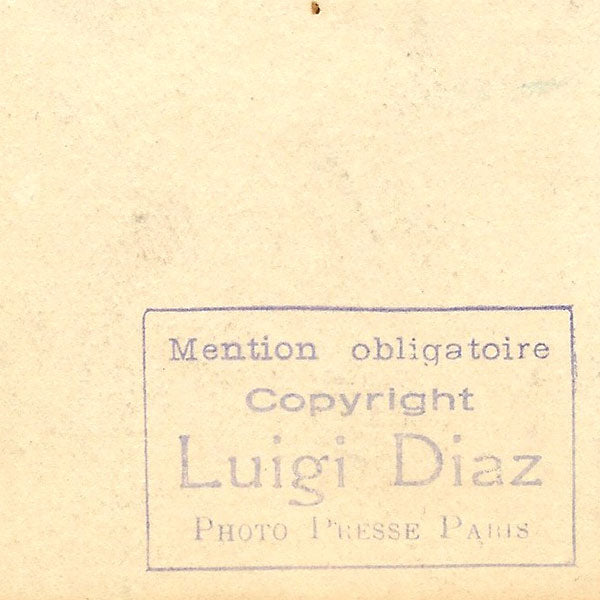 Mention obligatoire
Copyright
Luigi Diaz
PHOTO PRESSE PARIS